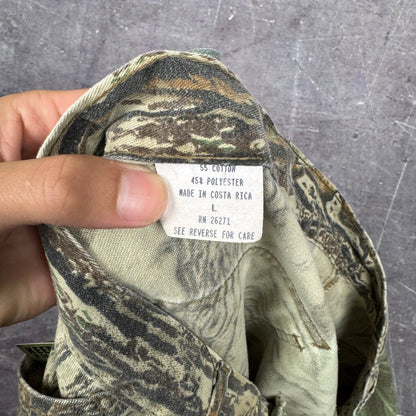 55 COTTON
45% POLYESTER
MADE IN COSTA RICA
L
RN 26271
SEE REVERSE FOR CARE